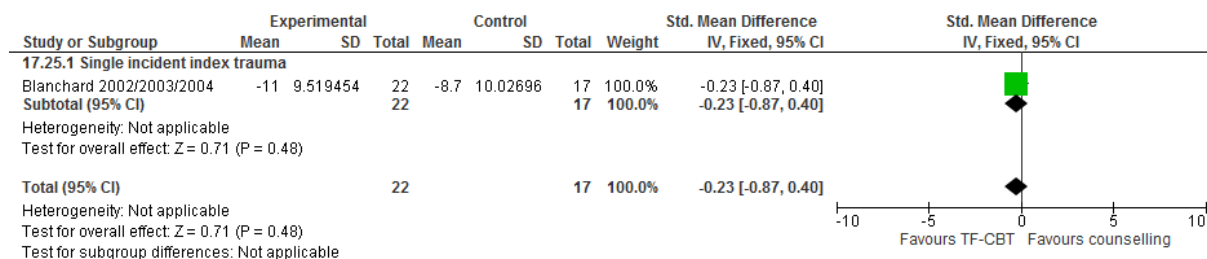 Experimental Control Std. Mean Difference Std. Mean Difference
Study or Subgroup Mean SD Total Mean SD Total Weight IV, Fixed, 95% CI IV, Fixed, 95% CI
17.25.1 Single incident index trauma
Blanchard 2002/2003/2004 -11 9.519454 22 -8.7 10.02696 17 100.0% -0.23 [-0.87, 0.40]
Subtotal (95% CI) 22 17 100.0% -0.23 [-0.87, 0.40]
Heterogeneity: Not applicable
Test for overall effect: Z = 0.71 (P = 0.48)
Total (95% CI) 22 17 100.0% -0.23 [-0.87, 0.40]
Heterogeneity: Not applicable
Test for overall effect: Z = 0.71 (P = 0.48)
Test for subgroup differences: Not applicable
-10 -5 0 5 10
Favours TF-CBT Favours counselling